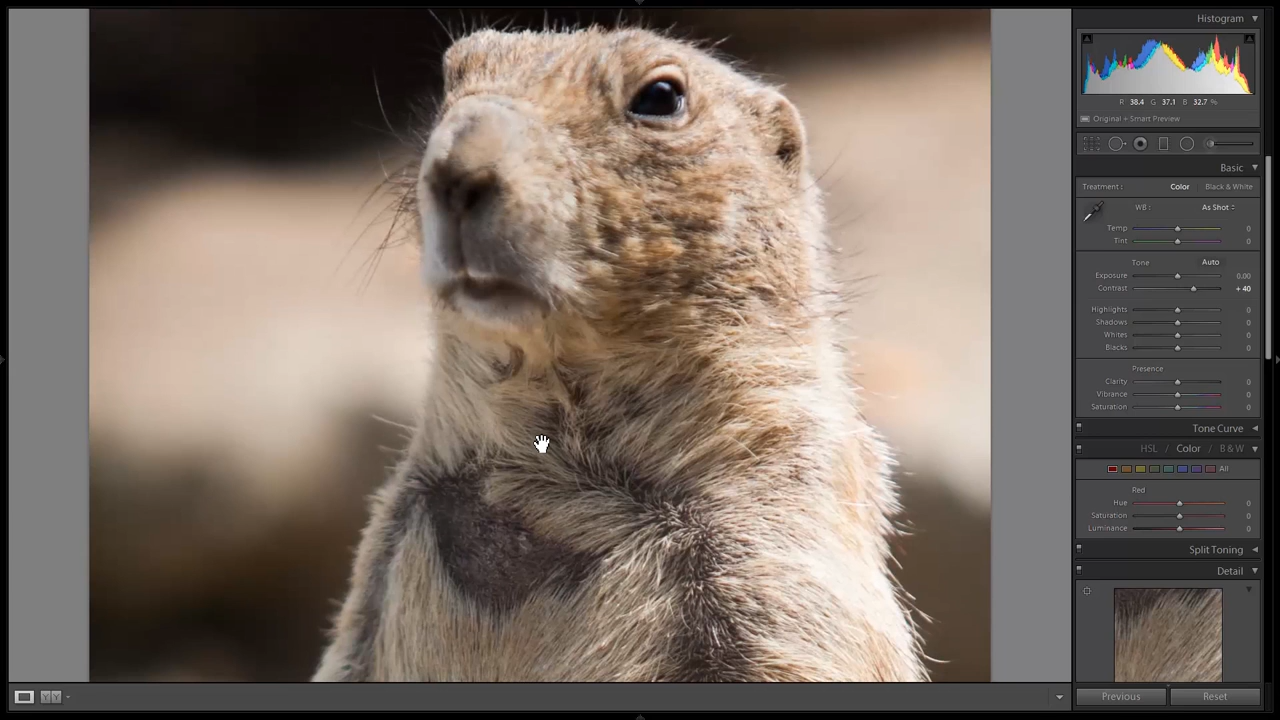 Histogram
R 38.4 G 37.1 B 32.7 %
Original + Smart Preview
Basic
Treatment : Color Black & White
WB : As Shot
Temp 0
Tint 0
Tone Auto
Exposure 0.00
Contrast + 40
Highlights 0
Shadows 0
Whites 0
Blacks 0
Presence
Clarity 0
Vibrance 0
Saturation 0
Tone Curve
HSL / Color / B & W
All
Red
Hue 0
Saturation 0
Luminance 0
Split Toning
Detail
Y Y
Previous Reset